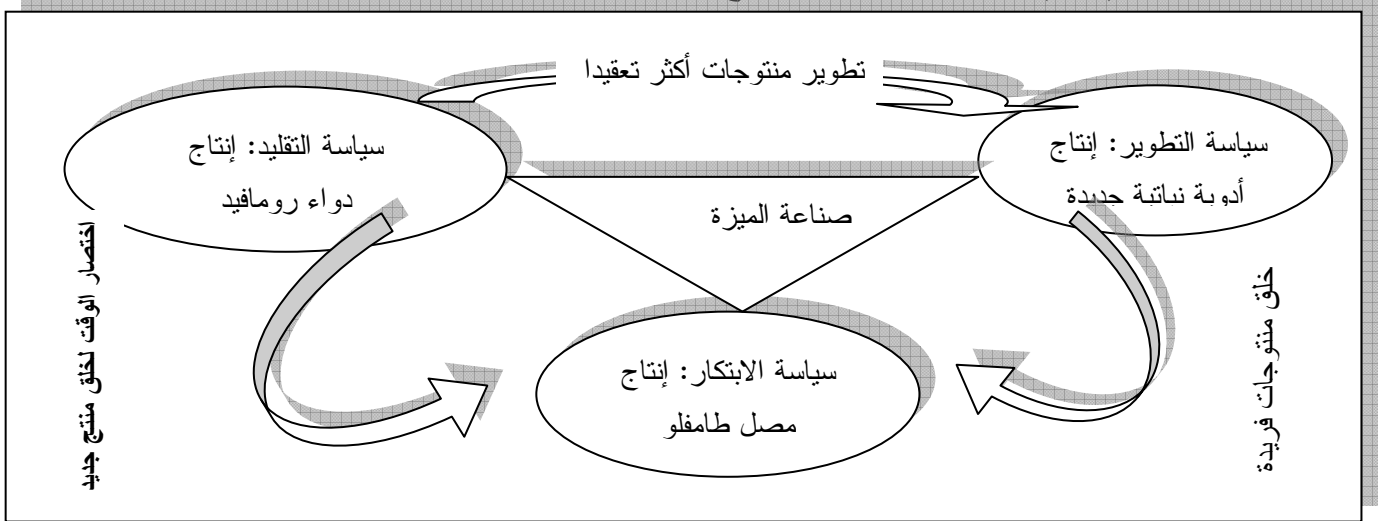 تطوير منتوجات أكثر تعقيدا
سياسة التطوير: إنتاج
أدوية نباتية جديدة
سياسة التقليد: إنتاج
دواء رومافيد
صناعة الميزة
خلق منتوجات فريدة
اختصار الوقت لخلق منتج جديد
سياسة الابتكار: إنتاج
مصل طامفلو